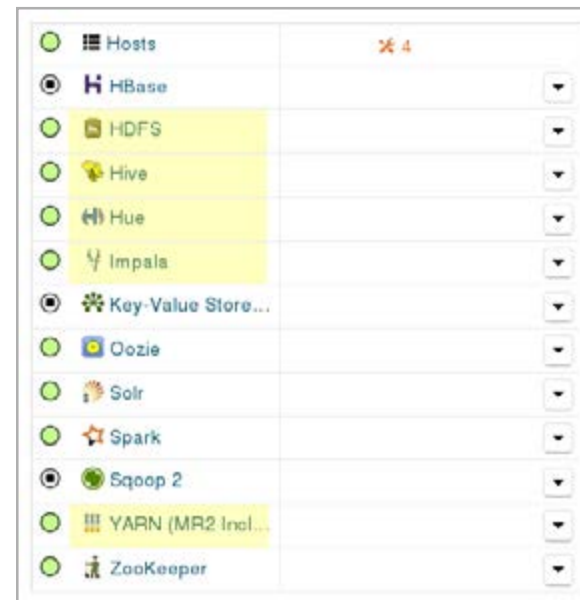 Hosts 4
HBase
HDFS
Hive
Hue
Impala
Key-Value Store...
Oozie
Solr
Spark
Sqoop 2
YARN (MR2 Incl...
ZooKeeper